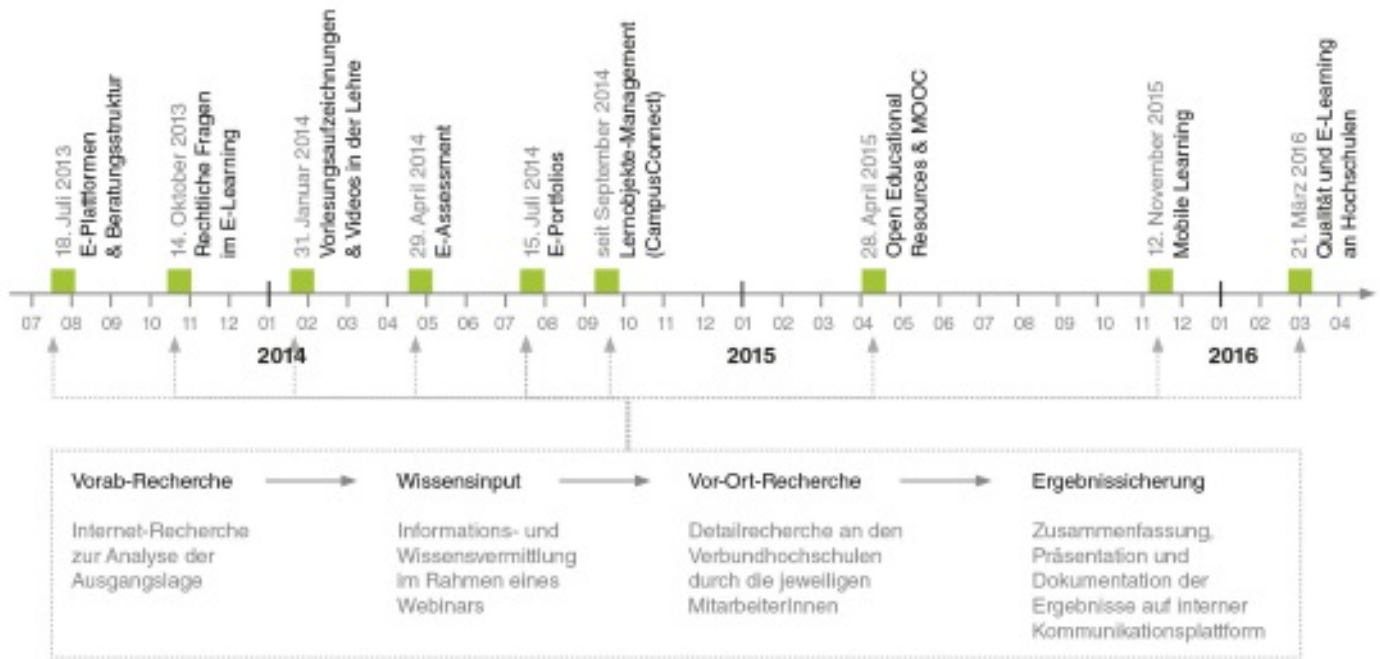 18. Juli 2013
E-Plattformen
& Beratungsstruktur
14. Oktober 2013
Rechtliche Fragen
im E-Learning
31. Januar 2014
Vorlesungsaufzeichnungen
& Videos in der Lehre
29. April 2014
E-Assessment
15. Juli 2014
E-Portfolios
seit September 2014
Lernobjekte-Management
(CampusConnect)
28. April 2015
Open Educational
Resources & MOOC
12. November 2015
Mobile Learning
21. März 2016
Qualität und E-Learning
an Hochschulen
07 08 09 10 11 12 01 02 03 04 05 06 07 08 09 10 11 12 01 02 03 04 05 06 07 08 09 10 11 12 01 02 03 04
2014 2015 2016
Vorab-Recherche
Internet-Recherche
zur Analyse der
Ausgangslage
Wissensinput
Informations- und
Wissensvermittlung
im Rahmen eines
Webinars
Vor-Ort-Recherche
Detailrecherche an den
Verbundhochschulen
durch die jeweiligen
MitarbeiterInnen
Ergebnissicherung
Zusammenfassung,
Präsentation und
Dokumentation der
Ergebnisse auf interner
Kommunikationsplattform